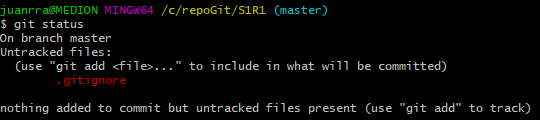 juanrra@MEDION MINGW64 /c/repoGit/S1R1 (master)
$ git status
On branch master
Untracked files:
  (use "git add <file>..." to include in what will be committed)
        .gitignore

nothing added to commit but untracked files present (use "git add" to track)